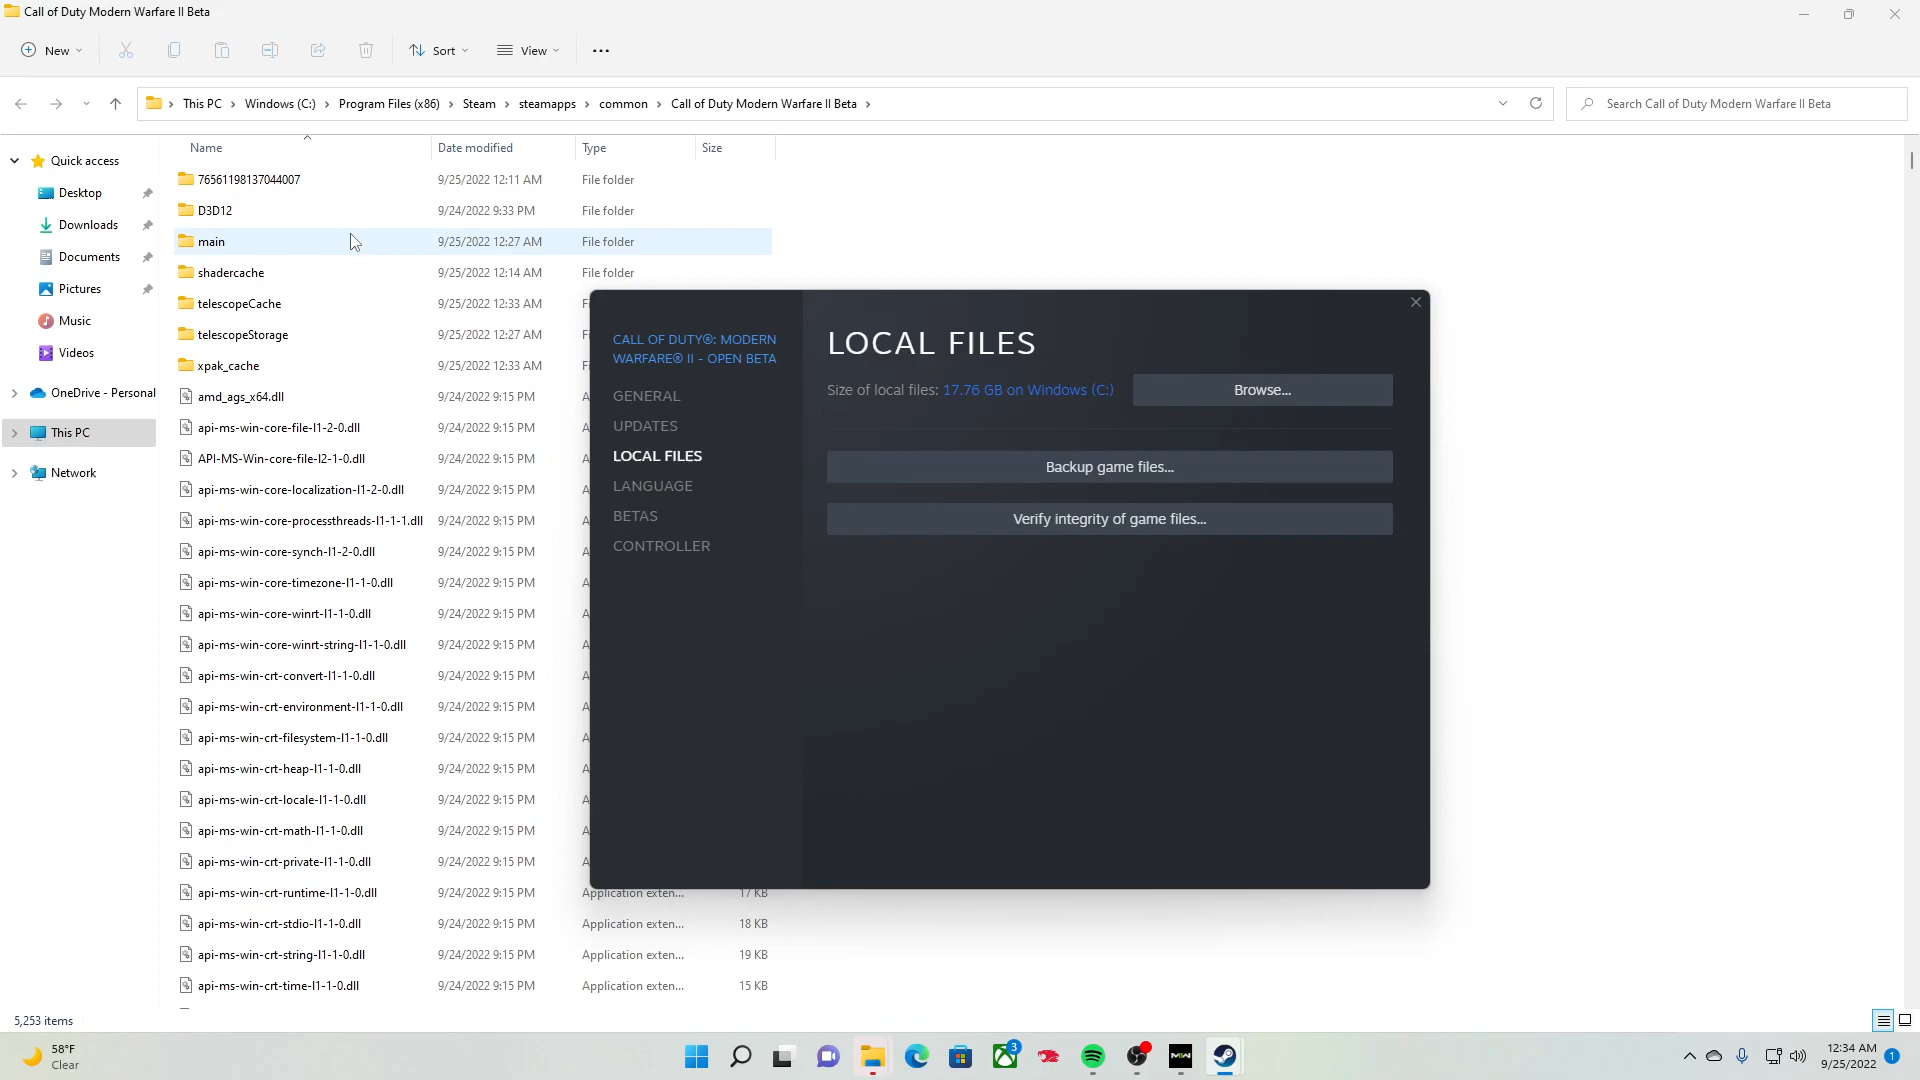 Call of Duty Modern Warfare II Beta
New
Sort
View
This PC
Windows (C:)
Program Files (x86)
Steam
steamapps
common
Call of Duty Modern Warfare II Beta
Search Call of Duty Modern Warfare II Beta
Quick access
Desktop
Downloads
Documents
Pictures
Music
Videos
OneDrive - Personal
This PC
Network
Name Date modified Type Size
76561198137044007 9/25/2022 12:11 AM File folder
D3D12 9/24/2022 9:33 PM File folder
main 9/25/2022 12:27 AM File folder
shadercache 9/25/2022 12:14 AM File folder
telescopeCache 9/25/2022 12:33 AM
telescopeStorage 9/25/2022 12:27 AM
xpak_cache 9/25/2022 12:33 AM
amd_ags_x64.dll 9/24/2022 9:15 PM
api-ms-win-core-file-l1-2-0.dll 9/24/2022 9:15 PM
API-MS-Win-core-file-l2-1-0.dll 9/24/2022 9:15 PM
api-ms-win-core-localization-l1-2-0.dll 9/24/2022 9:15 PM
api-ms-win-core-processthreads-l1-1-1.dll 9/24/2022 9:15 PM
api-ms-win-core-synch-l1-2-0.dll 9/24/2022 9:15 PM
api-ms-win-core-timezone-l1-1-0.dll 9/24/2022 9:15 PM
api-ms-win-core-winrt-l1-1-0.dll 9/24/2022 9:15 PM
api-ms-win-core-winrt-string-l1-1-0.dll 9/24/2022 9:15 PM
api-ms-win-crt-convert-l1-1-0.dll 9/24/2022 9:15 PM
api-ms-win-crt-environment-l1-1-0.dll 9/24/2022 9:15 PM
api-ms-win-crt-filesystem-l1-1-0.dll 9/24/2022 9:15 PM
api-ms-win-crt-heap-l1-1-0.dll 9/24/2022 9:15 PM
api-ms-win-crt-locale-l1-1-0.dll 9/24/2022 9:15 PM
api-ms-win-crt-math-l1-1-0.dll 9/24/2022 9:15 PM
api-ms-win-crt-private-l1-1-0.dll 9/24/2022 9:15 PM
api-ms-win-crt-runtime-l1-1-0.dll 9/24/2022 9:15 PM Application exten... 17 KB
api-ms-win-crt-stdio-l1-1-0.dll 9/24/2022 9:15 PM Application exten... 18 KB
api-ms-win-crt-string-l1-1-0.dll 9/24/2022 9:15 PM Application exten... 19 KB
api-ms-win-crt-time-l1-1-0.dll 9/24/2022 9:15 PM Application exten... 15 KB
CALL OF DUTY®: MODERN
WARFARE® II - OPEN BETA
GENERAL
UPDATES
LOCAL FILES
LANGUAGE
BETAS
CONTROLLER
LOCAL FILES
Size of local files: 17.76 GB on Windows (C:)
Browse...
Backup game files...
Verify integrity of game files...
5,253 items
58°F
Clear
3
MW
12:34 AM
9/25/2022
1